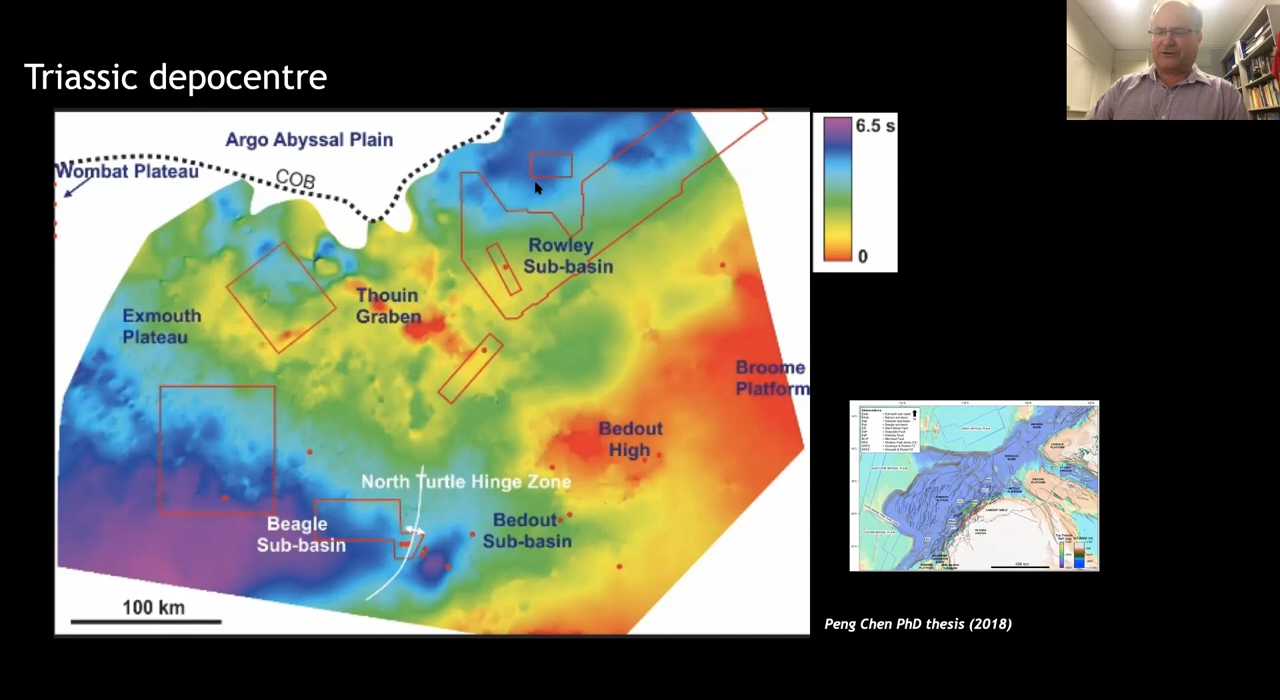 Triassic depocentre
Argo Abyssal Plain
Wombat Plateau
COB
6.5 s
0
Rowley
Sub-basin
Thouin
Graben
Exmouth
Plateau
Broome
Platform
Bedout
High
North Turtle Hinge Zone
Beagle
Sub-basin
Bedout
Sub-basin
100 km
Peng Chen PhD thesis (2018)